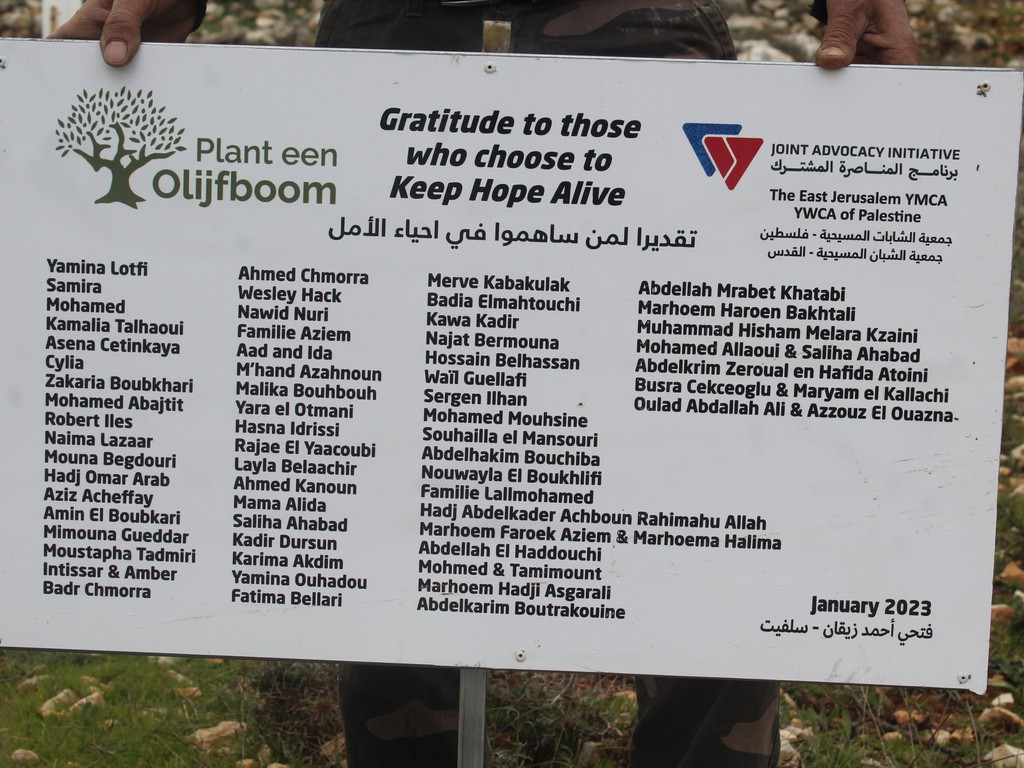 Plant een
Olijfboom
Gratitude to those
who choose to
Keep Hope Alive
تقديرا لمن ساهموا في احياء الأمل
JOINT ADVOCACY INITIATIVE
برنامج المناصرة المشترك
The East Jerusalem YMCA
YWCA of Palestine
جمعية الشابات المسيحية - فلسطين
جمعية الشبان المسيحية - القدس
Yamina Lotfi
Samira
Mohamed
Kamalia Talhaoui
Asena Cetinkaya
Cylia
Zakaria Boubkhari
Mohamed Abajtit
Robert Iles
Naima Lazaar
Mouna Begdouri
Hadj Omar Arab
Aziz Acheffay
Amin El Boubkari
Mimouna Gueddar
Moustapha Tadmiri
Intissar & Amber
Badr Chmorra
Ahmed Chmorra
Wesley Hack
Nawid Nuri
Familie Aziem
Aad and Ida
M'hand Azahnoun
Malika Bouhbouh
Yara el Otmani
Hasna Idrissi
Rajae El Yaacoubi
Layla Belaachir
Ahmed Kanoun
Mama Alida
Saliha Ahabad
Kadir Dursun
Karima Akdim
Yamina Ouhadou
Fatima Bellari
Merve Kabakulak
Badia Elmahtouchi
Kawa Kadir
Najat Bermouna
Hossain Belhassan
Waïl Guellafi
Sergen Ilhan
Mohamed Mouhsine
Souhailla el Mansouri
Abdelhakim Bouchiba
Nouwayla El Boukhlifi
Familie Lallmohamed
Hadj Abdelkader Achboun Rahimahu Allah
Marhoem Faroek Aziem & Marhoema Halima
Abdellah El Haddouchi
Mohmed & Tamimount
Marhoem Hadji Asgarali
Abdelkarim Boutrakouine
Abdellah Mrabet Khatabi
Marhoem Haroen Bakhtali
Muhammad Hisham Melara Kzaini
Mohamed Allaoui & Saliha Ahabad
Abdelkrim Zeroual en Hafida Atoini
Busra Cekceoglu & Maryam el Kallachi
Oulad Abdallah Ali & Azzouz El Ouazna-
January 2023
فتحي أحمد زيقان - سلفيت